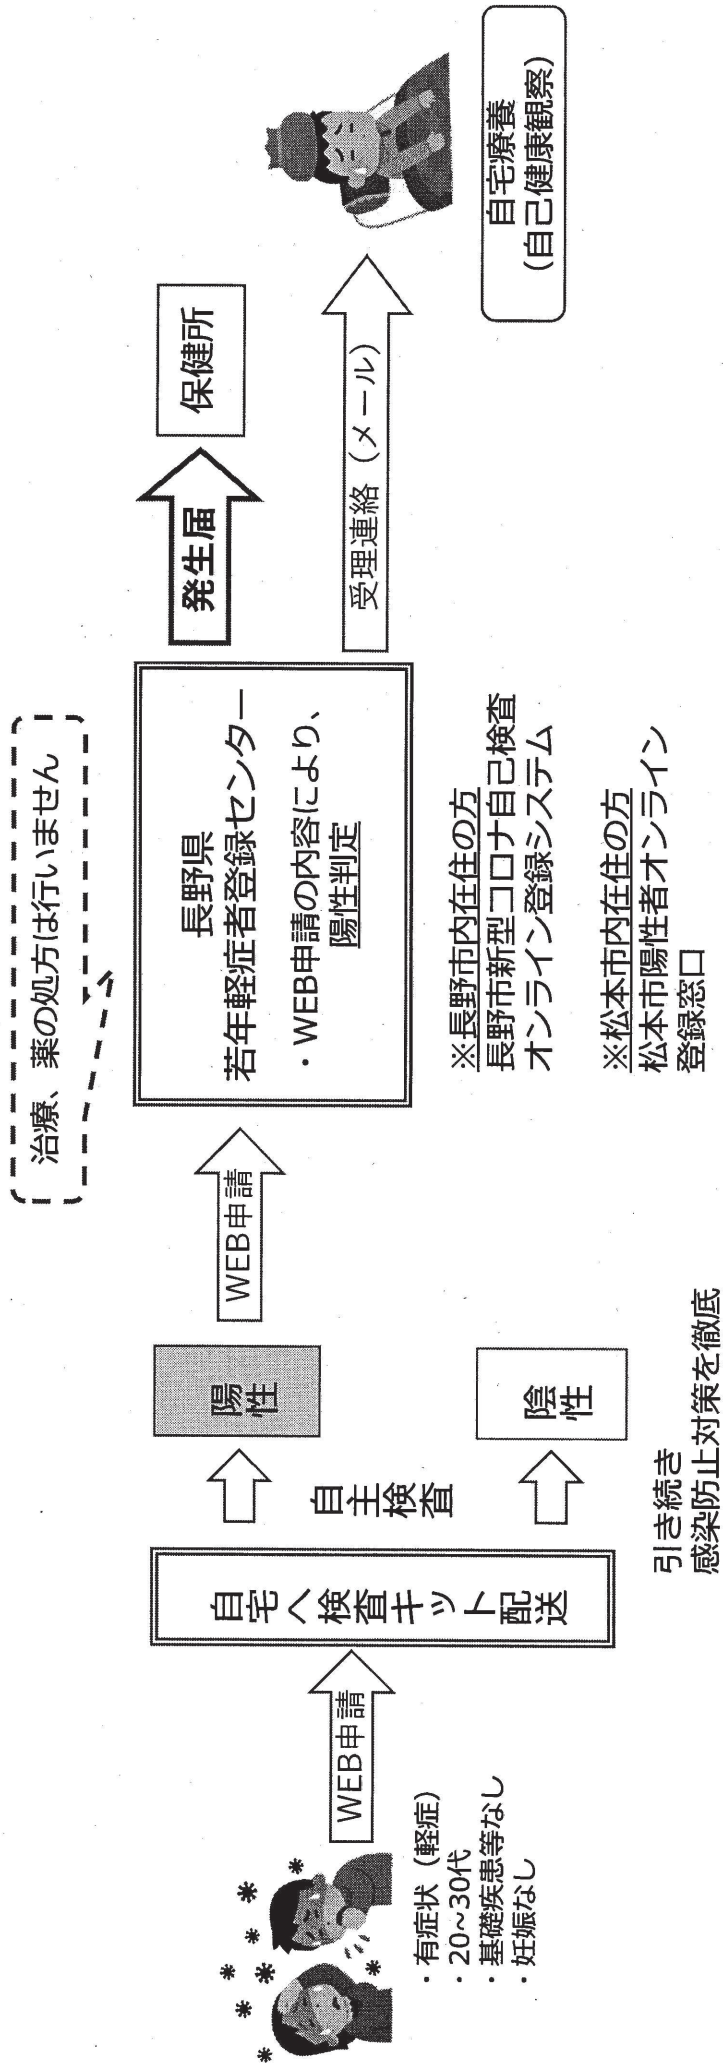 ・有症状（軽症）
・20~30代
・基礎疾患等なし
・妊娠なし
WEB申請
自宅へ検査キット配送
自主検査
陽性
陰性
引き続き
感染防止対策を徹底
WEB申請
治療、薬の処方は行いません
長野県
若年軽症者登録センター
・WEB申請の内容により、
陽性判定
※長野市内在住の方
長野市新型コロナ自己検査
オンライン登録システム
※松本市内在住の方
松本市陽性者オンライン
登録窓口
発生届
保健所
受理連絡（メール）
自宅療養
（自己健康観察）